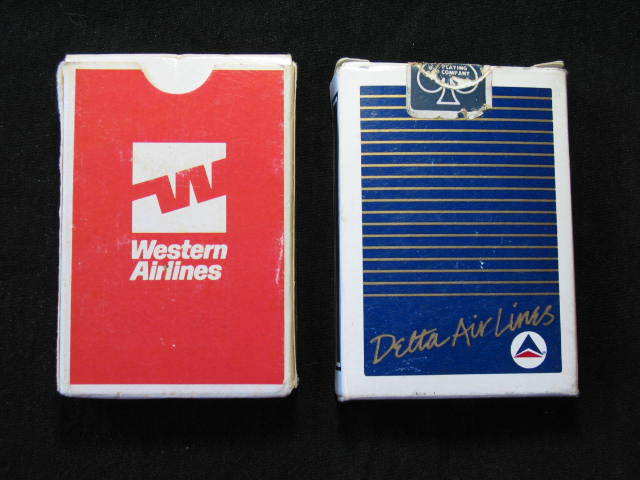 Western
Airlines
PLAYING
COMPANY
Delta Air Lines